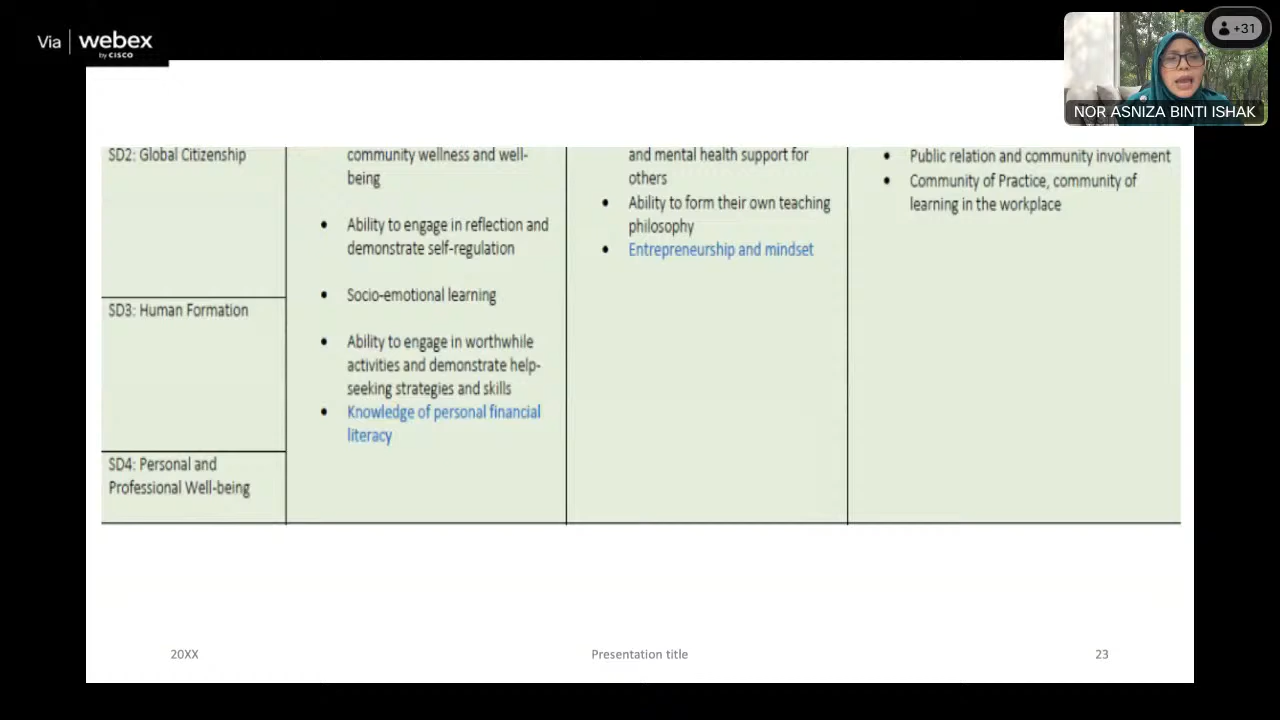 Via webex
by CISCO
+31
NOR ASNIZA BINTI ISHAK
SD2: Global Citizenship
SD3: Human Formation
SD4: Personal and
Professional Well-being
community wellness and well-
being
• Ability to engage in reflection and
demonstrate self-regulation
• Socio-emotional learning
• Ability to engage in worthwhile
activities and demonstrate help-
seeking strategies and skills
• Knowledge of personal financial
literacy
and mental health support for
others
• Ability to form their own teaching
philosophy
• Entrepreneurship and mindset
• Public relation and community involvement
• Community of Practice, community of
learning in the workplace
20XX
Presentation title
23